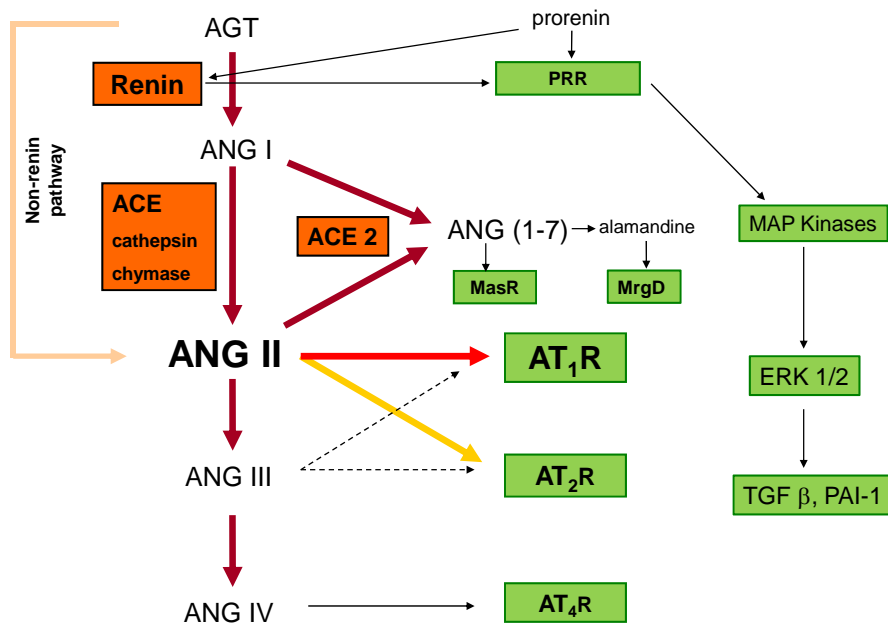 AGT
prorenin
Renin
PRR
Non-renin
pathway
ANG I
ACE
cathepsin
chymase
ACE 2
ANG (1-7)
alamandine
MAP Kinases
MasR
MrgD
ANG II
AT₁R
ERK 1/2
ANG III
AT₂R
TGF β, PAI-1
ANG IV
AT₄R